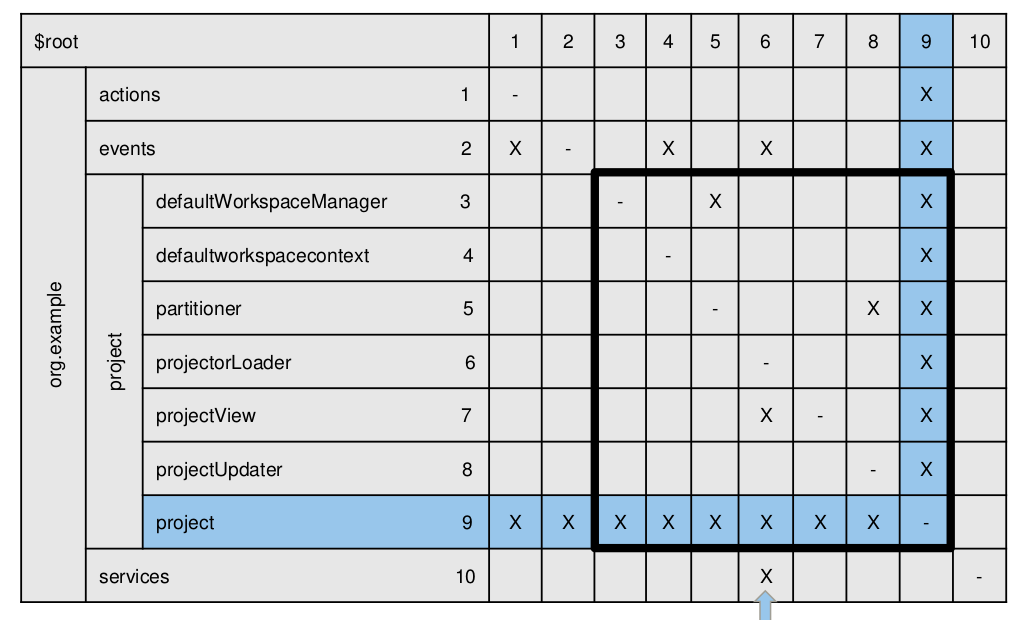 $root 1 2 3 4 5 6 7 8 9 10
org.example
actions 1 - X
events 2 X - X X X
project
defaultWorkspaceManager 3 - X X
defaultworkspacecontext 4 - X
partitioner 5 - X X
projectorLoader 6 - X
projectView 7 X - X
projectUpdater 8 - X
project 9 X X X X X X X X -
services 10 X -